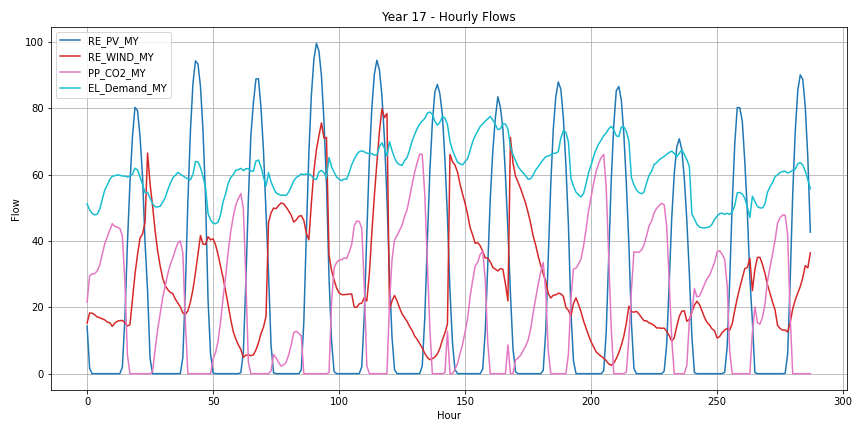 Year 17 - Hourly Flows
RE_PV_MY
RE_WIND_MY
PP_CO2_MY
EL_Demand_MY
Flow
100
80
60
40
20
0
0 50 100 150 200 250 300
Hour